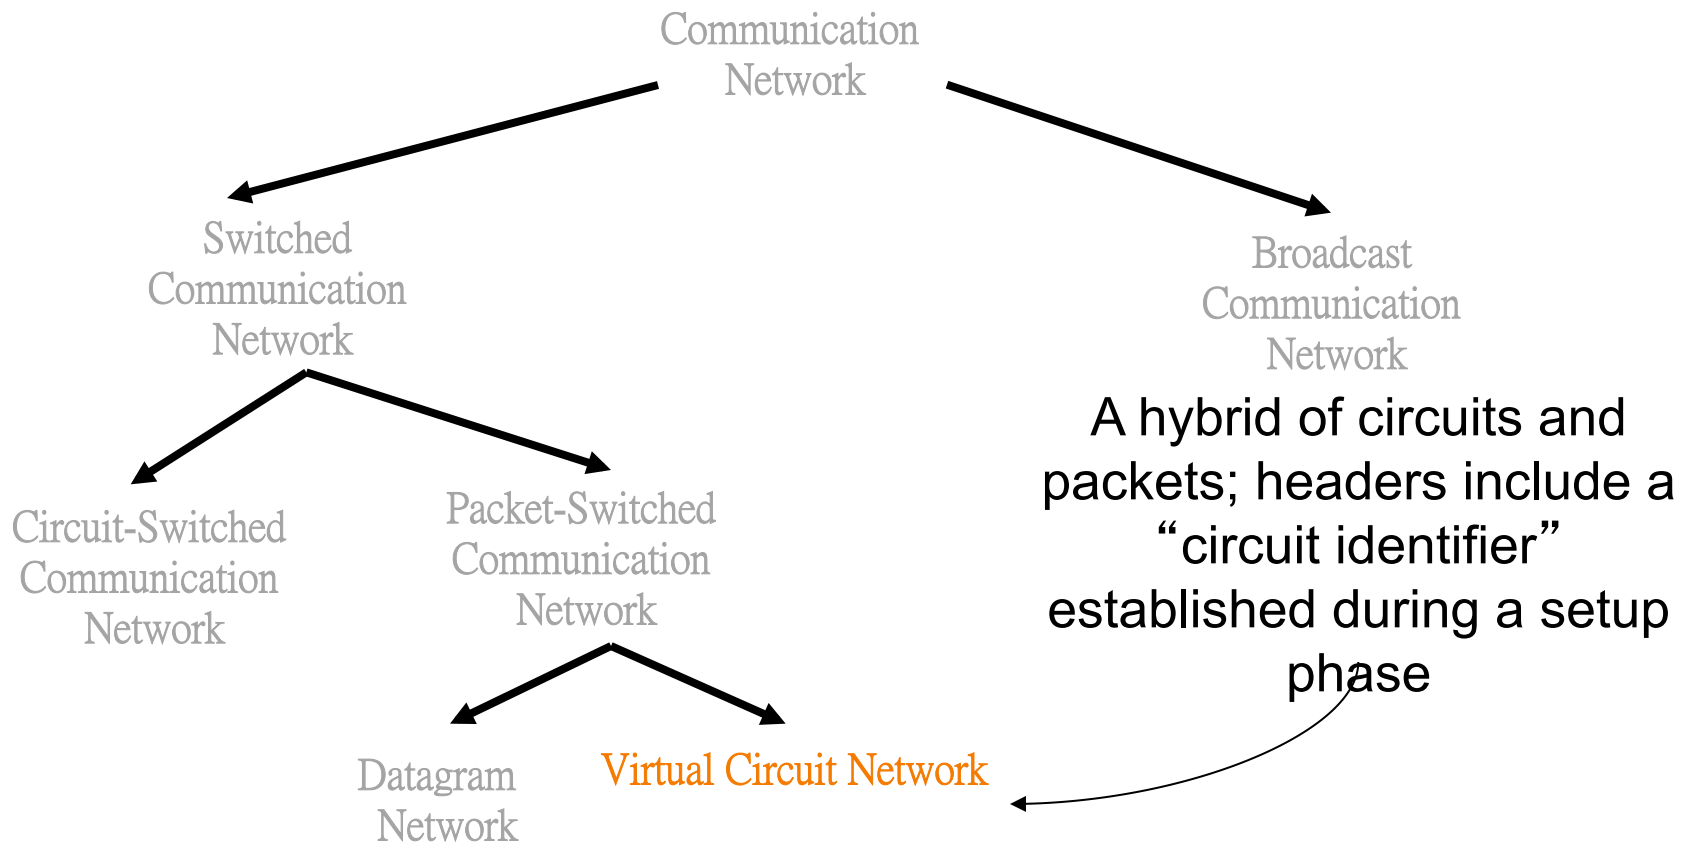 Communication
Network
Switched
Communication
Network
Broadcast
Communication
Network
A hybrid of circuits and
packets; headers include a
“circuit identifier”
established during a setup
phase
Circuit-Switched
Communication
Network
Packet-Switched
Communication
Network
Datagram
Network
Virtual Circuit Network